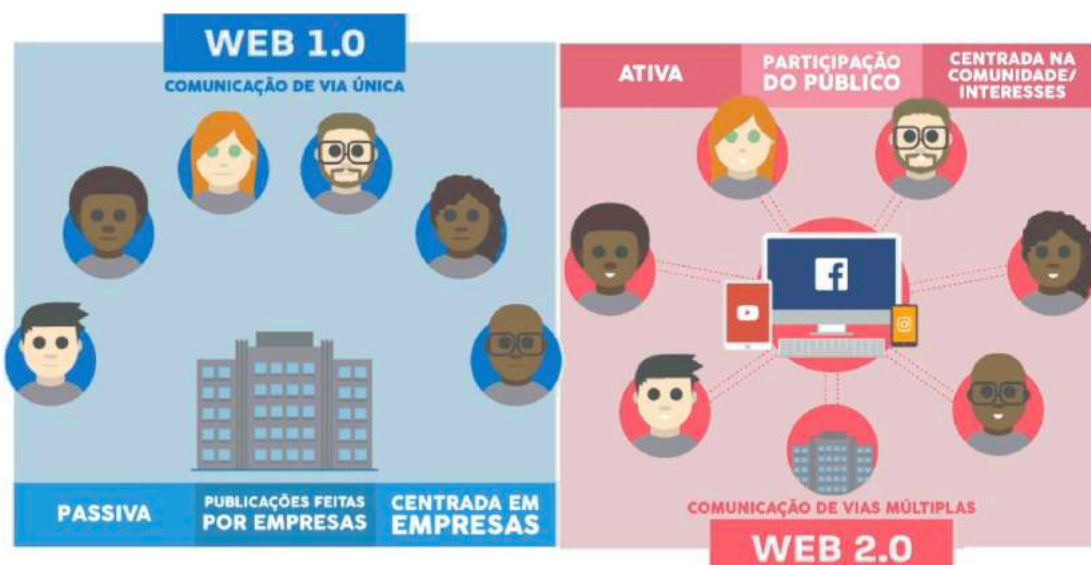 WEB 1.0
COMUNICAÇÃO DE VIA ÚNICA
PASSIVA
PUBLICAÇÕES FEITAS
POR EMPRESAS
CENTRADA EM
EMPRESAS
ATIVA
PARTICIPAÇÃO
DO PÚBLICO
CENTRADA NA
COMUNIDADE/
INTERESSES
COMUNICAÇÃO DE VIAS MÚLTIPLAS
WEB 2.0